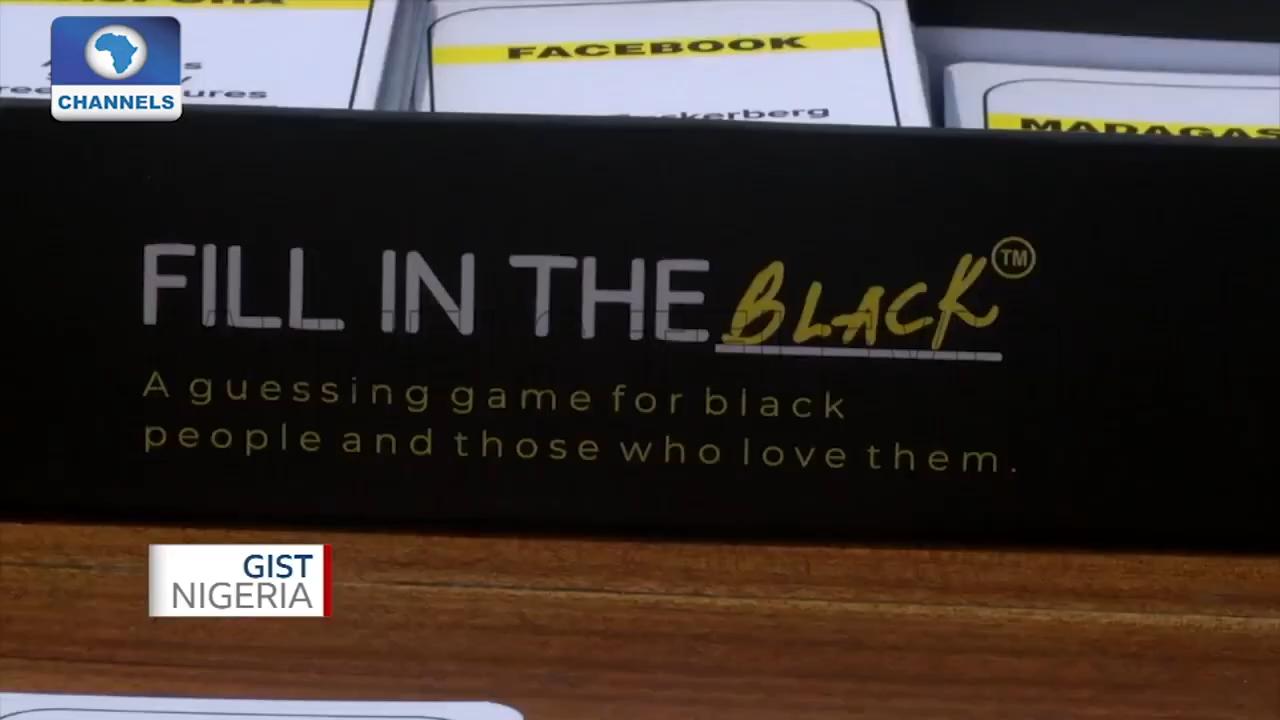 CHANNELS
FACEBOOK
FILL IN THE BLACK™
A guessing game for black
people and those who love them.
GIST
NIGERIA